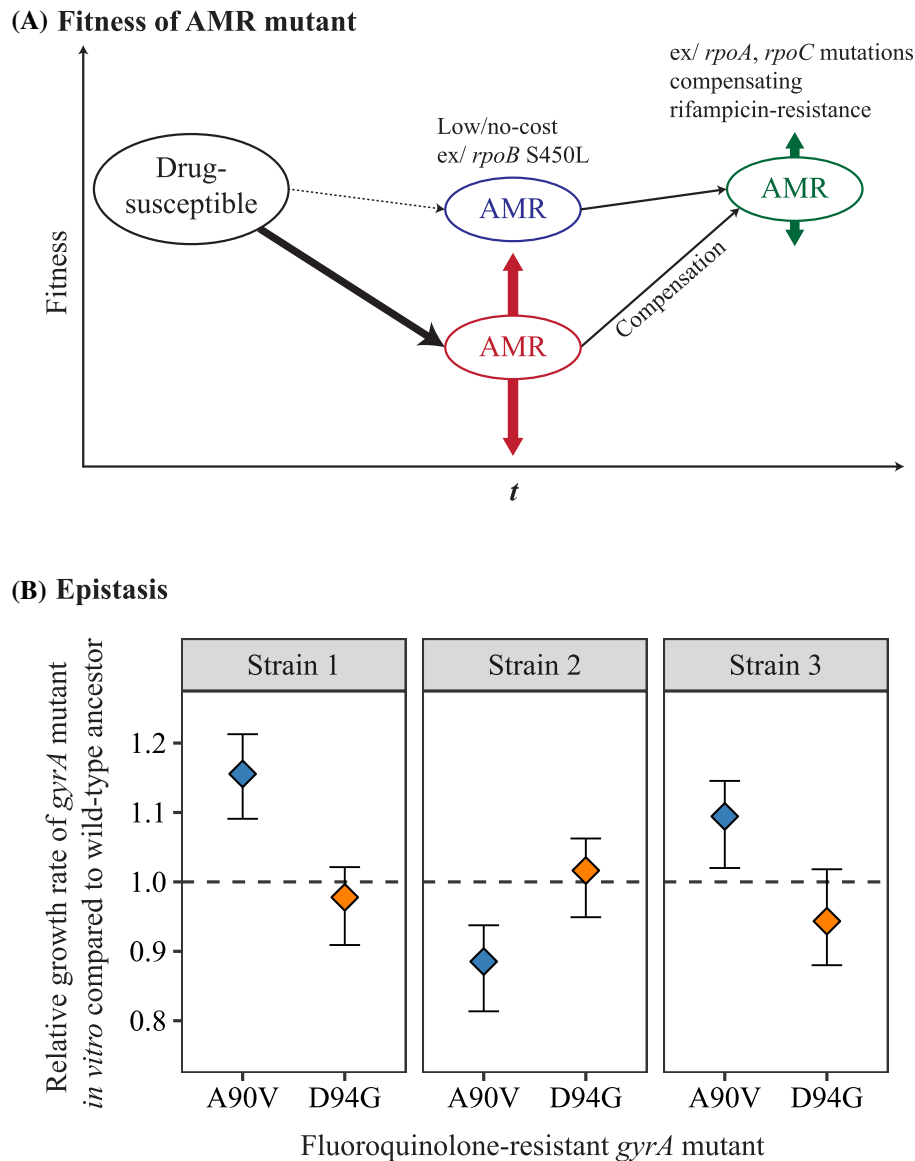 (A) Fitness of AMR mutant
ex/ rpoA, rpoC mutations
compensating
rifampicin-resistance
Low/no-cost
ex/ rpoB S450L
Drug-
susceptible
AMR
AMR
AMR
Compensation
Fitness
t
(B) Epistasis
Relative growth rate of gyrA mutant
in vitro compared to wild-type ancestor
Strain 1
Strain 2
Strain 3
1.2
1.1
1.0
0.9
0.8
A90V
D94G
A90V
D94G
A90V
D94G
Fluoroquinolone-resistant gyrA mutant